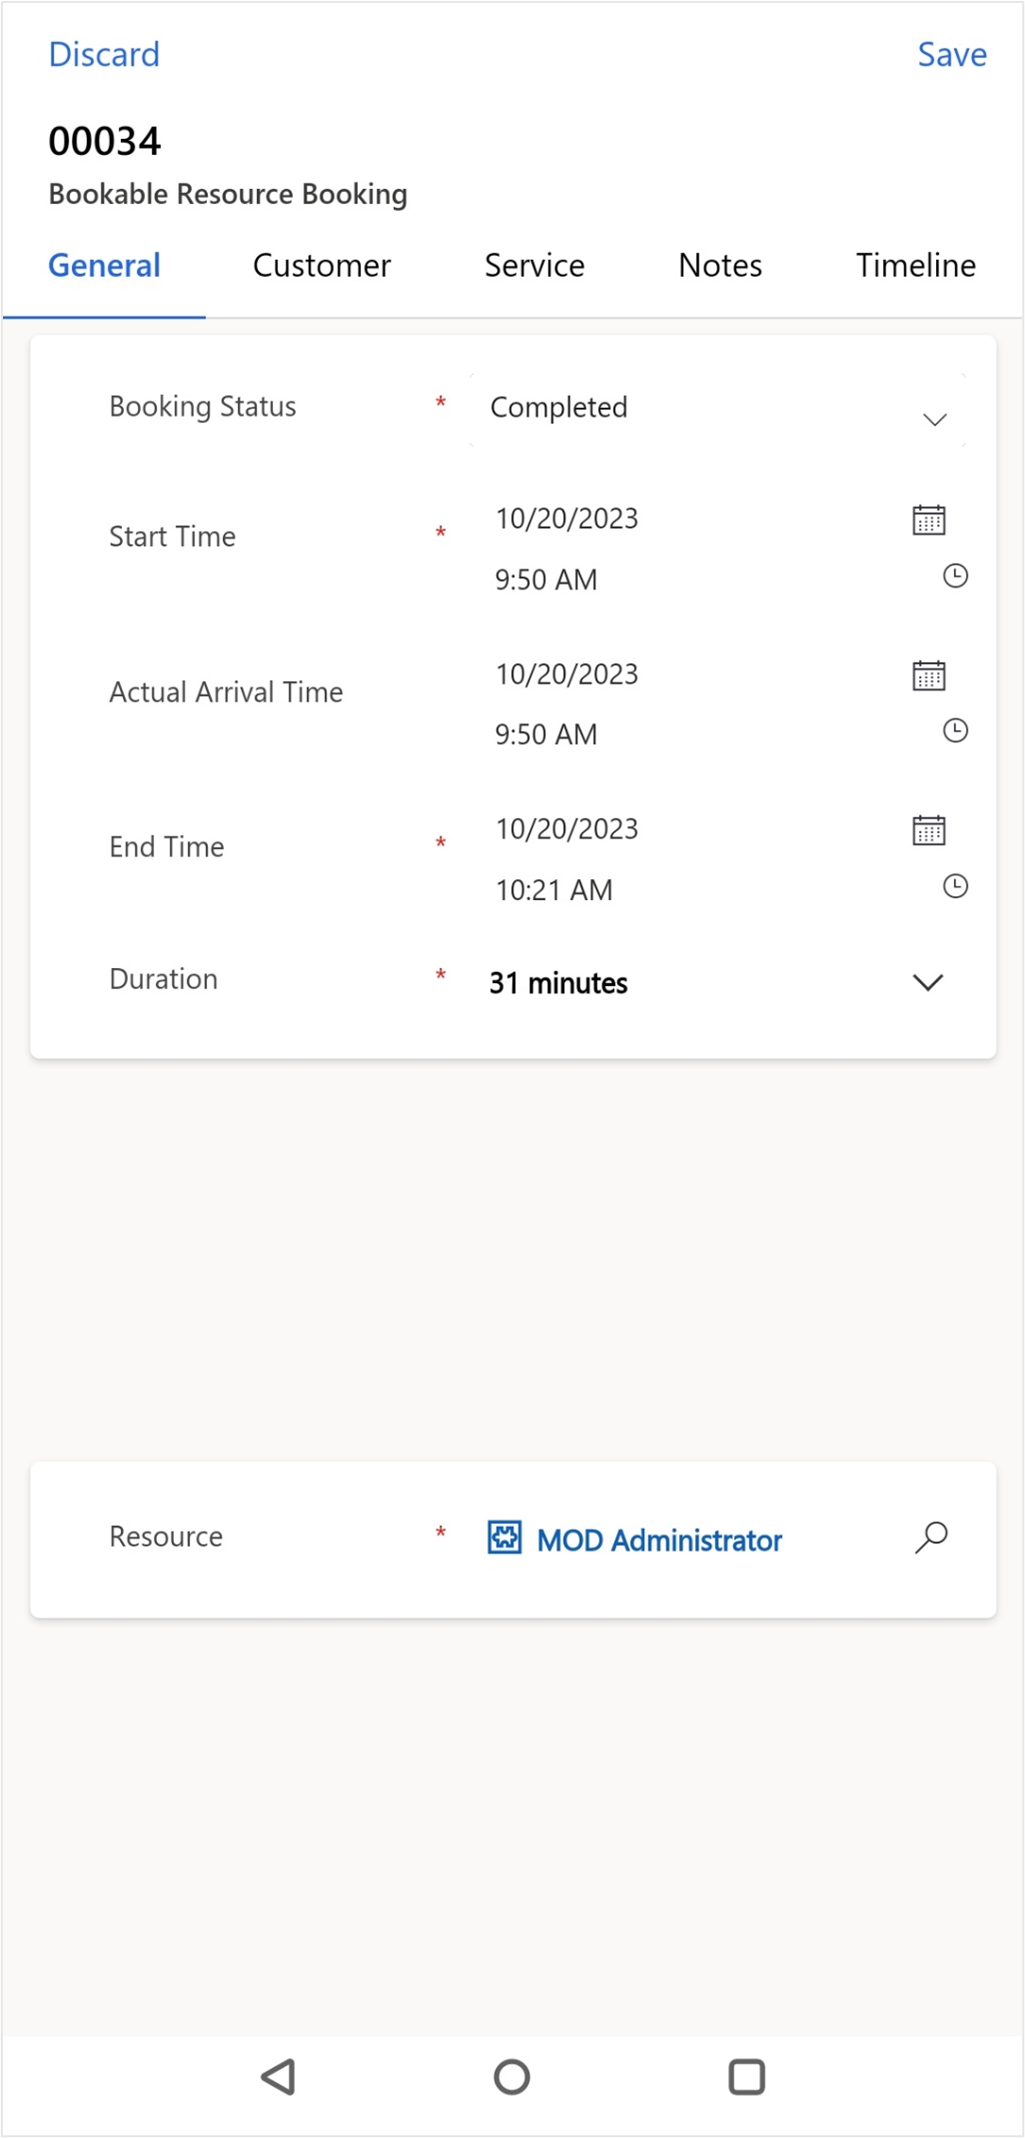 Discard Save
00034
Bookable Resource Booking
General Customer Service Notes Timeline
Booking Status * Completed
Start Time * 10/20/2023
9:50 AM
Actual Arrival Time 10/20/2023
9:50 AM
End Time * 10/20/2023
10:21 AM
Duration * 31 minutes
Resource * MOD Administrator